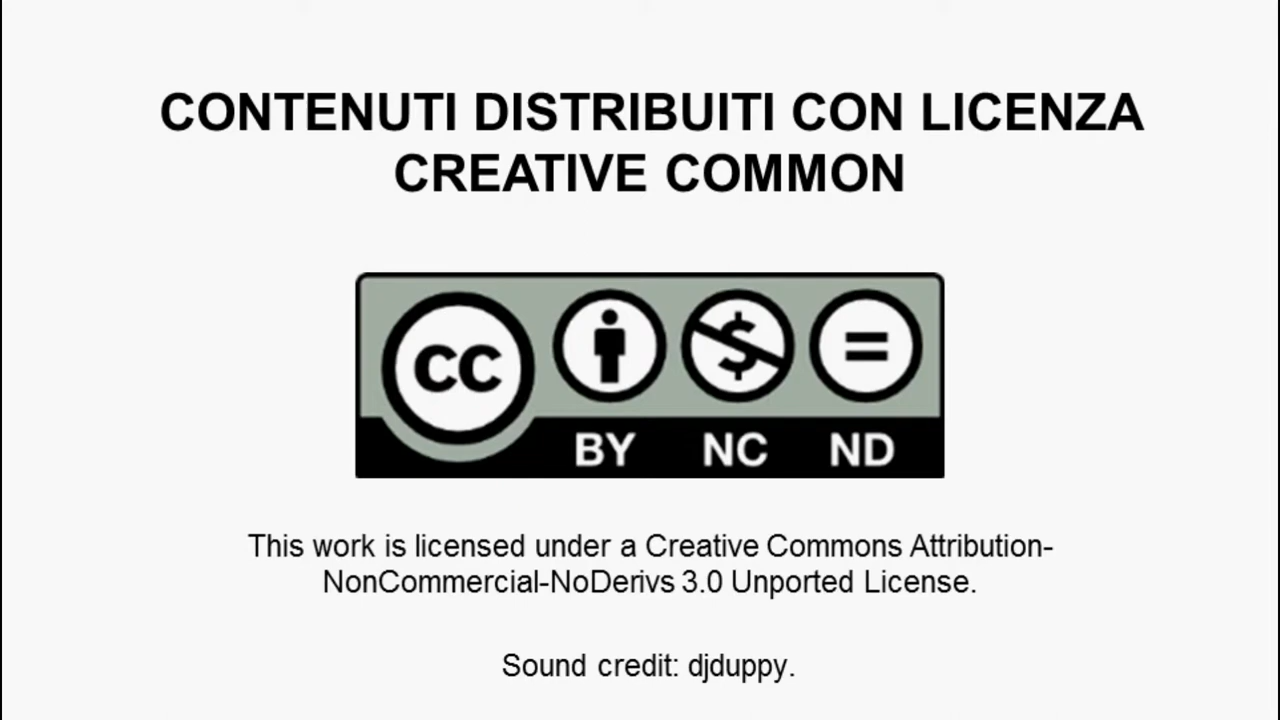 CONTENUTI DISTRIBUITI CON LICENZA
CREATIVE COMMON
CC
BY NC ND
This work is licensed under a Creative Commons Attribution-
NonCommercial-NoDerivs 3.0 Unported License.
Sound credit: djduppy.